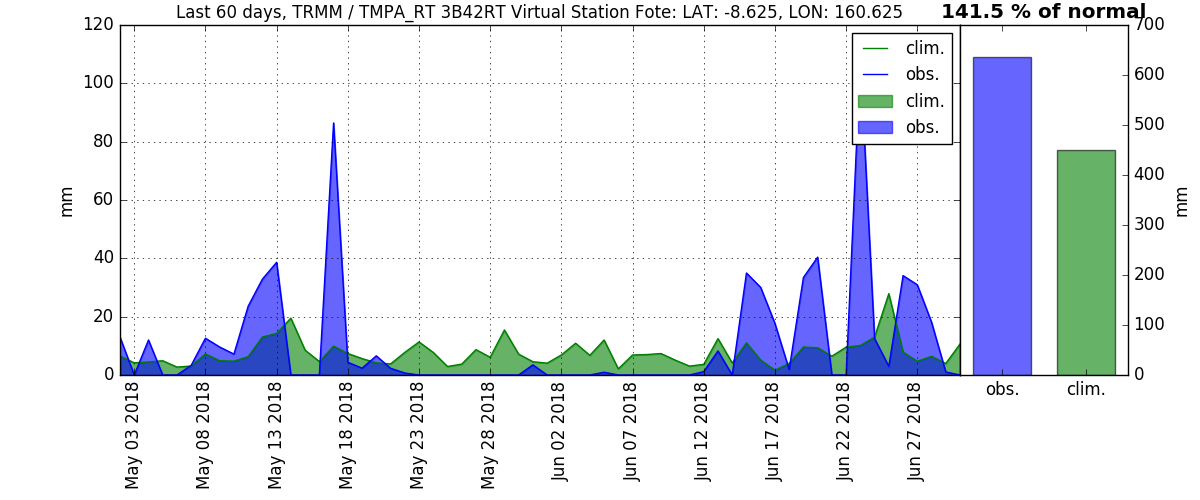 Last 60 days, TRMM / TMPA_RT 3B42RT Virtual Station Fote: LAT: -8.625, LON: 160.625
141.5 % of normal
120
100
80
60
40
20
0
mm
clim.
obs.
clim.
obs.
700
600
500
400
300
200
100
0
mm
May 03 2018
May 08 2018
May 13 2018
May 18 2018
May 23 2018
May 28 2018
Jun 02 2018
Jun 07 2018
Jun 12 2018
Jun 17 2018
Jun 22 2018
Jun 27 2018
obs.
clim.